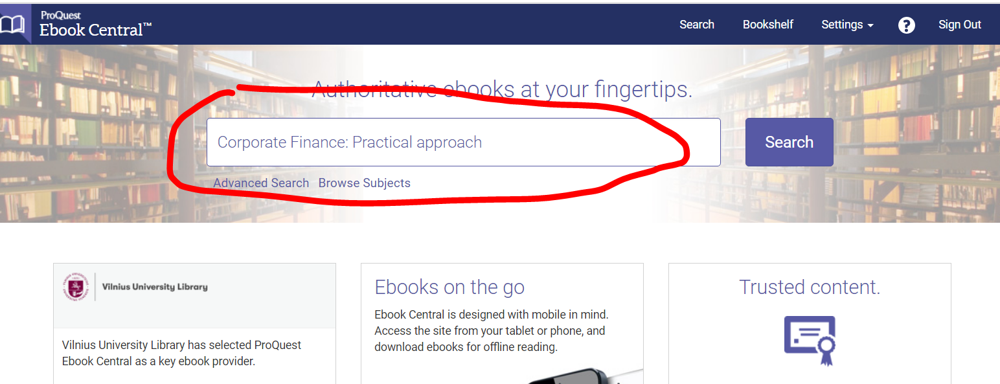 ProQuest
Ebook Central™
Search
Bookshelf
Settings
?
Sign Out
Authoritative ebooks at your fingertips.
Corporate Finance: Practical approach
Search
Advanced Search
Browse Subjects
Vilnius University Library
Vilnius University Library has selected ProQuest
Ebook Central as a key ebook provider.
Ebooks on the go
Ebook Central is designed with mobile in mind.
Access the site from your tablet or phone, and
download ebooks for offline reading.
Trusted content.